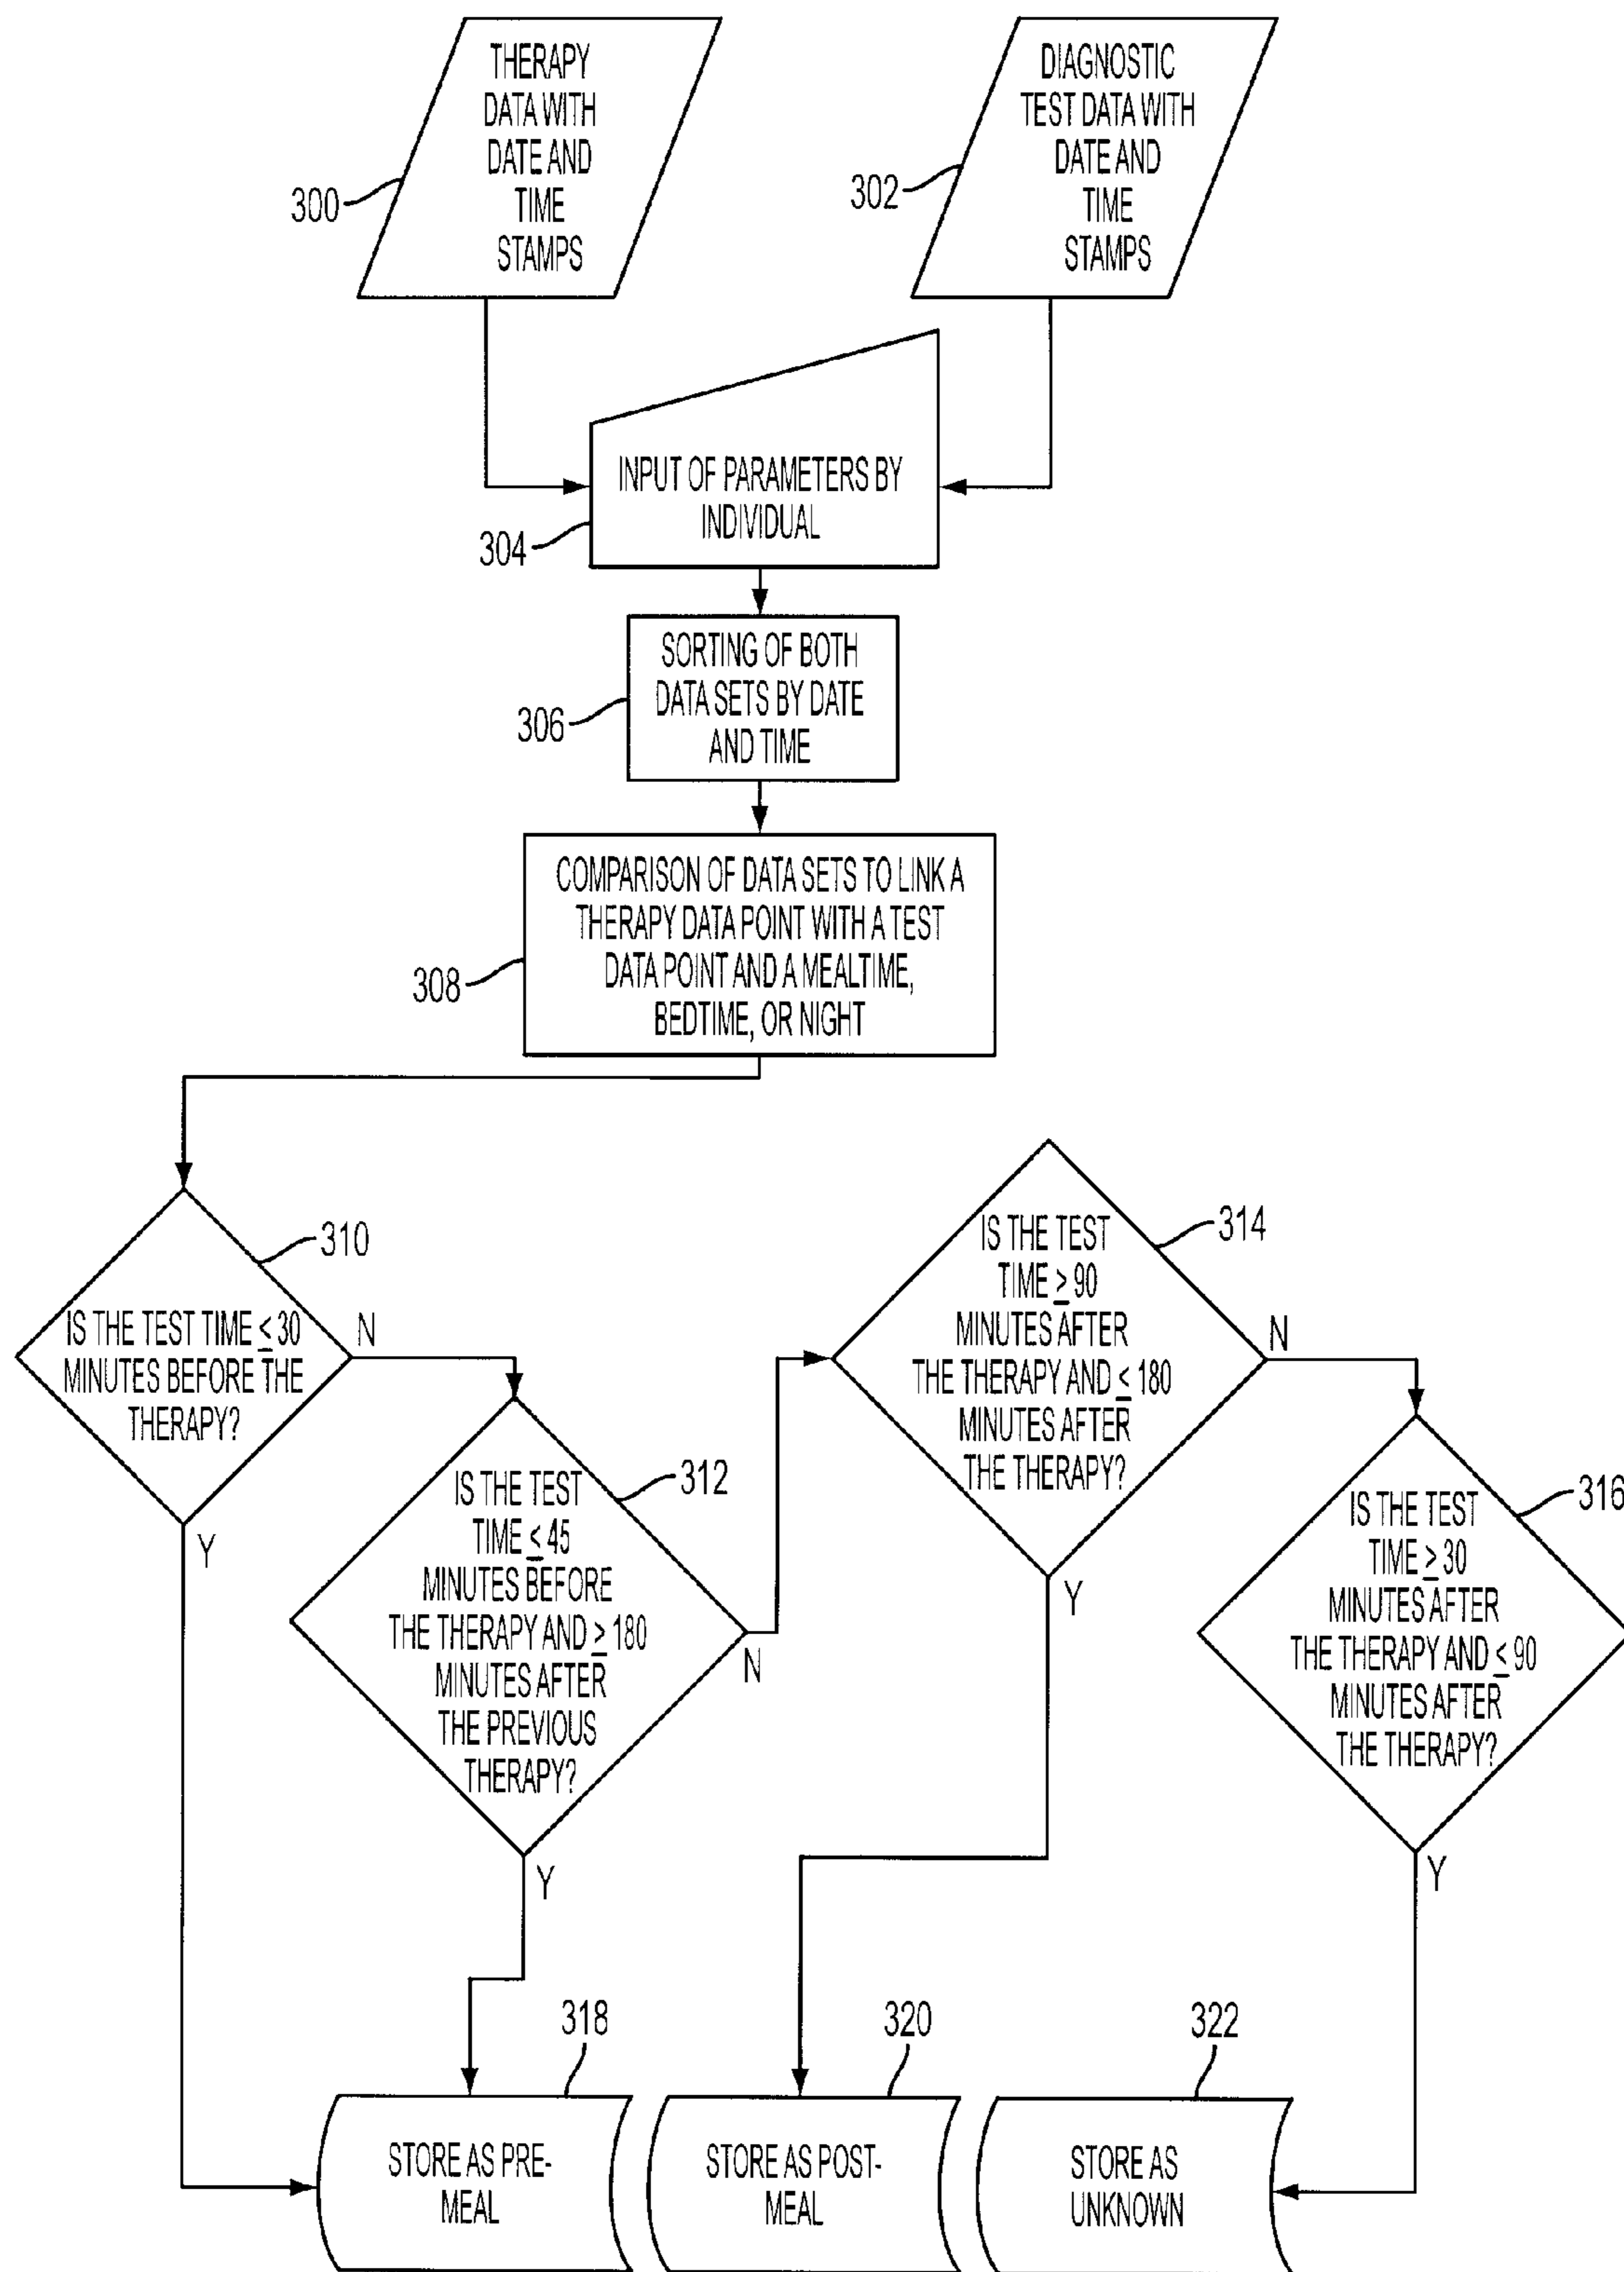 THERAPY
DATA WITH
DATE AND
TIME
STAMPS
300
DIAGNOSTIC
TEST DATA WITH
DATE AND
TIME
STAMPS
302
INPUT OF PARAMETERS BY
INDIVIDUAL
304
SORTING OF BOTH
DATA SETS BY DATE
AND TIME
306
COMPARISON OF DATA SETS TO LINK A
THERAPY DATA POINT WITH A TEST
DATA POINT AND A MEALTIME,
BEDTIME, OR NIGHT
308
310
IS THE TEST TIME ≤ 30
MINUTES BEFORE THE
THERAPY?
N
Y
312
IS THE TEST
TIME ≤ 45
MINUTES BEFORE
THE THERAPY AND ≥ 180
MINUTES AFTER
THE PREVIOUS
THERAPY?
N
Y
314
IS THE TEST
TIME ≥ 90
MINUTES AFTER
THE THERAPY AND ≤ 180
MINUTES AFTER
THE THERAPY?
N
Y
316
IS THE TEST
TIME ≥ 30
MINUTES AFTER
THE THERAPY AND ≤ 90
MINUTES AFTER
THE THERAPY?
Y
318
STORE AS PRE-
MEAL
320
STORE AS POST-
MEAL
322
STORE AS
UNKNOWN